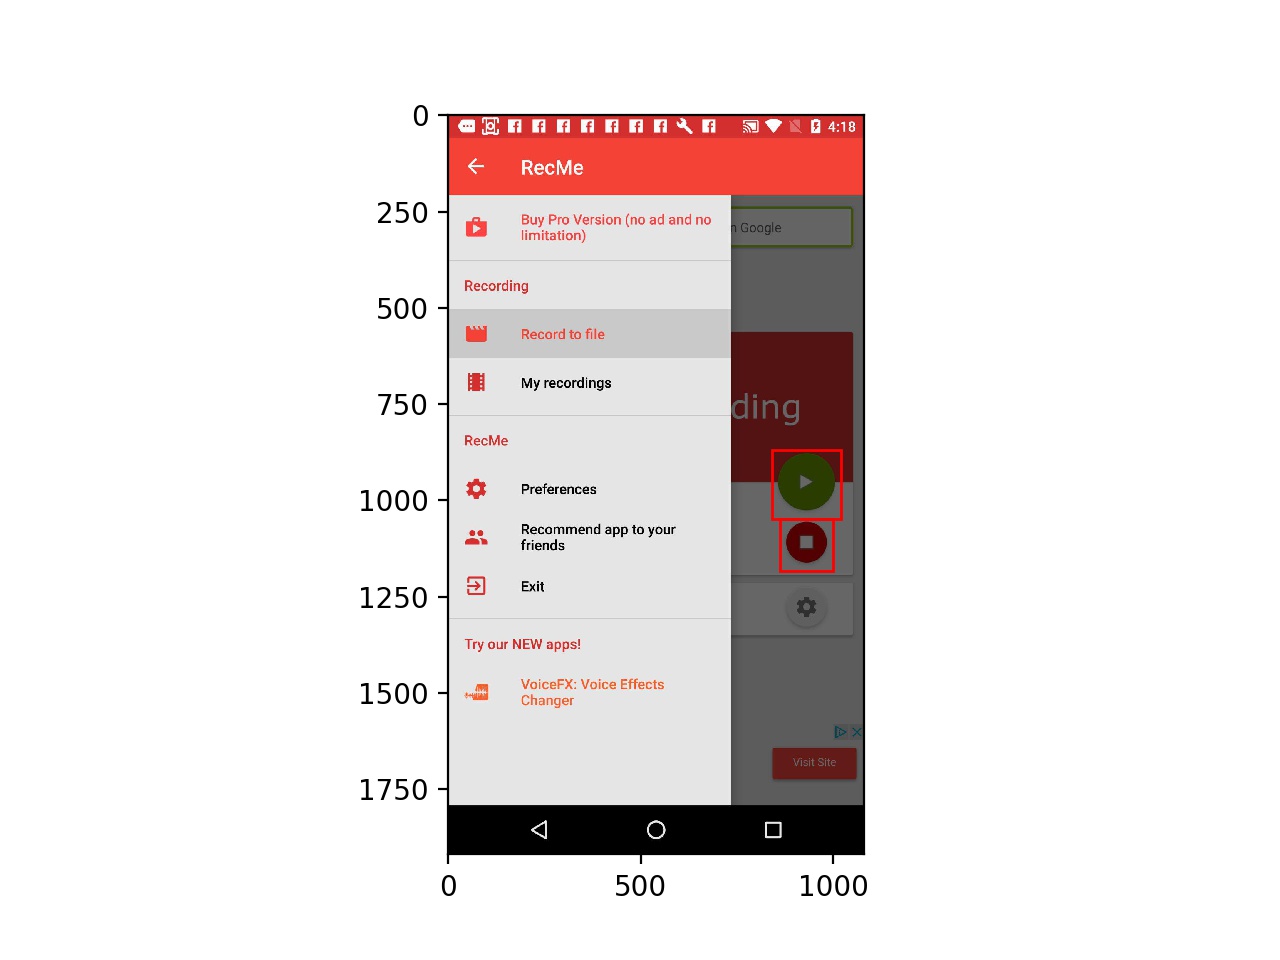 0
250
500
750
1000
1250
1500
1750
0
500
1000
4:18
RecMe
Buy Pro Version (no ad and no
limitation)
n Google
Recording
Record to file
My recordings
ding
RecMe
Preferences
Recommend app to your
friends
Exit
Try our NEW apps!
VoiceFX: Voice Effects
Changer
Visit Site